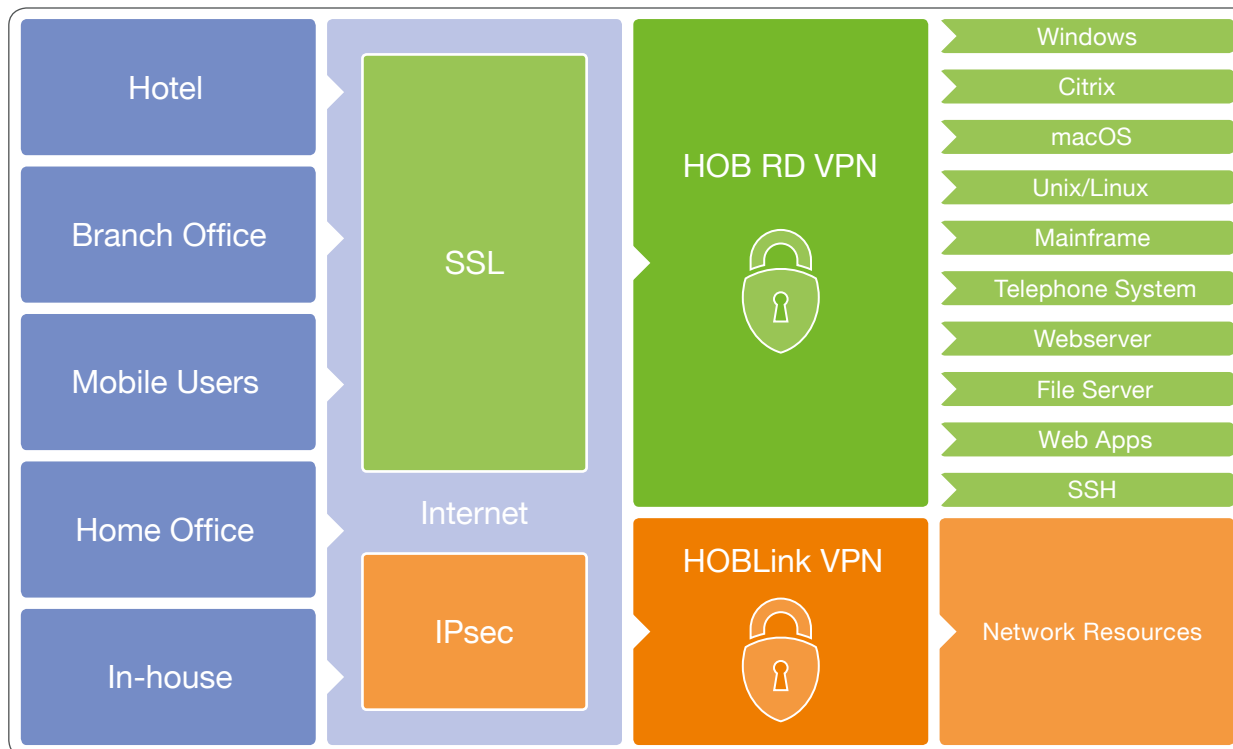 Hotel
Branch Office
Mobile Users
Home Office
In-house
SSL
Internet
IPsec
HOB RD VPN
HOBLink VPN
Windows
Citrix
macOS
Unix/Linux
Mainframe
Telephone System
Webserver
File Server
Web Apps
SSH
Network Resources